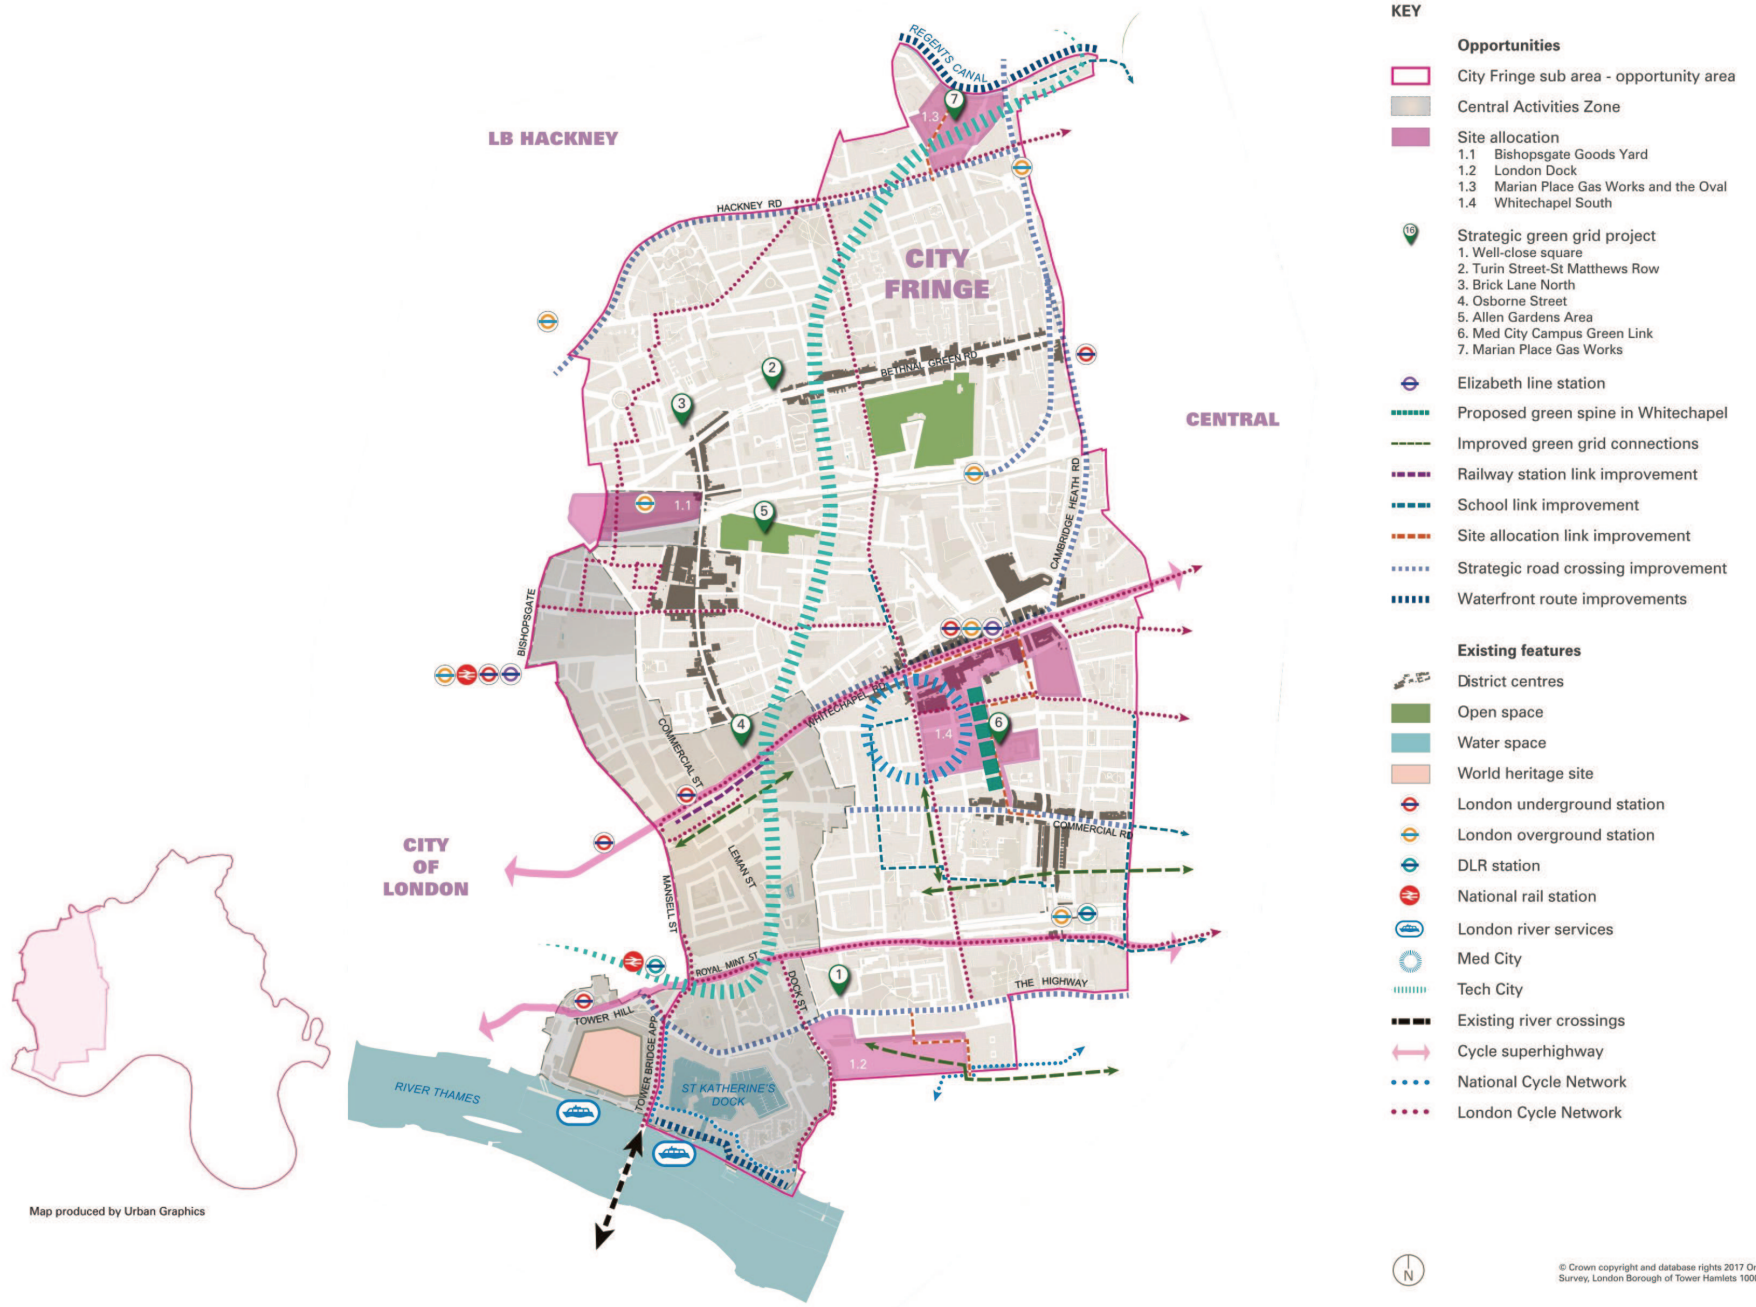 REGENTS CANAL
7
1.3
LB HACKNEY
HACKNEY RD
CITY
FRINGE
2
BETHNAL GREEN RD
3
CENTRAL
1.1
5
CAMBRIDGE HEATH RD
BISHOPSGATE
WHITECHAPEL RD
4
6
1.4
COMMERCIAL ST
COMMERCIAL RD
CITY
OF
LONDON
LEMAN ST
MANSELL ST
ROYAL MINT ST
DOCK ST
1
THE HIGHWAY
TOWER HILL
TOWER BRIDGE APP
1.2
RIVER THAMES
ST KATHERINE'S
DOCK
Map produced by Urban Graphics
KEY
Opportunities
City Fringe sub area - opportunity area
Central Activities Zone
Site allocation
1.1 Bishopsgate Goods Yard
1.2 London Dock
1.3 Marian Place Gas Works and the Oval
1.4 Whitechapel South
16
Strategic green grid project
1. Well-close square
2. Turin Street-St Matthews Row
3. Brick Lane North
4. Osborne Street
5. Allen Gardens Area
6. Med City Campus Green Link
7. Marian Place Gas Works
Elizabeth line station
Proposed green spine in Whitechapel
Improved green grid connections
Railway station link improvement
School link improvement
Site allocation link improvement
Strategic road crossing improvement
Waterfront route improvements
Existing features
District centres
Open space
Water space
World heritage site
London underground station
London overground station
DLR station
National rail station
London river services
Med City
Tech City
Existing river crossings
Cycle superhighway
National Cycle Network
London Cycle Network
N
© Crown copyright and database rights 2017 Or
Survey, London Borough of Tower Hamlets 100